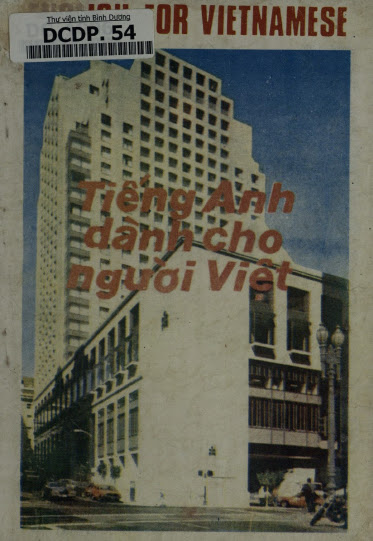 FOR VIETNAMESE
Thư viện tỉnh Bình Dương
DCDP. 54
Tiếng Anh
dành cho
người Việt